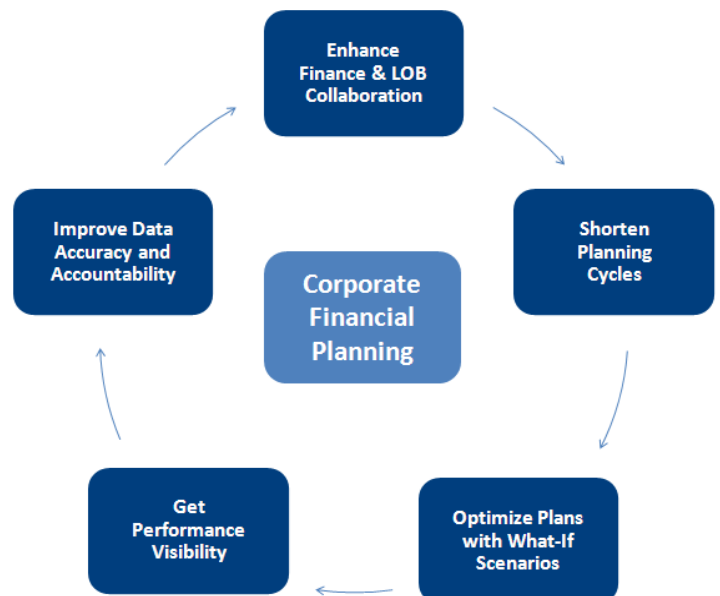 Enhance
Finance & LOB
Collaboration
Shorten
Planning
Cycles
Optimize Plans
with What-If
Scenarios
Get
Performance
Visibility
Improve Data
Accuracy and
Accountability
Corporate
Financial
Planning